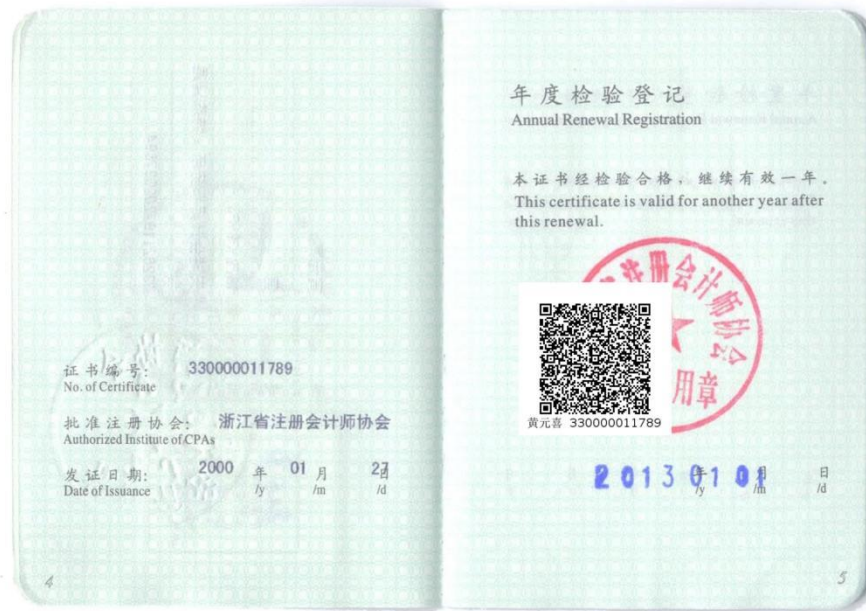 证书编号: 330000011789
No. of Certificate
批准注册协会: 浙江省注册会计师协会
Authorized Institute of CPAs
发证日期: 2000 年 01 月 27日
Date of Issuance /y /m /d
4
年度检验登记
Annual Renewal Registration
本证书经检验合格，继续有效一年。
This certificate is valid for another year after
this renewal.
注册会计师协会
用章
黄元喜 330000011789
2013 年 01 月 01 日
/y /m /d
5